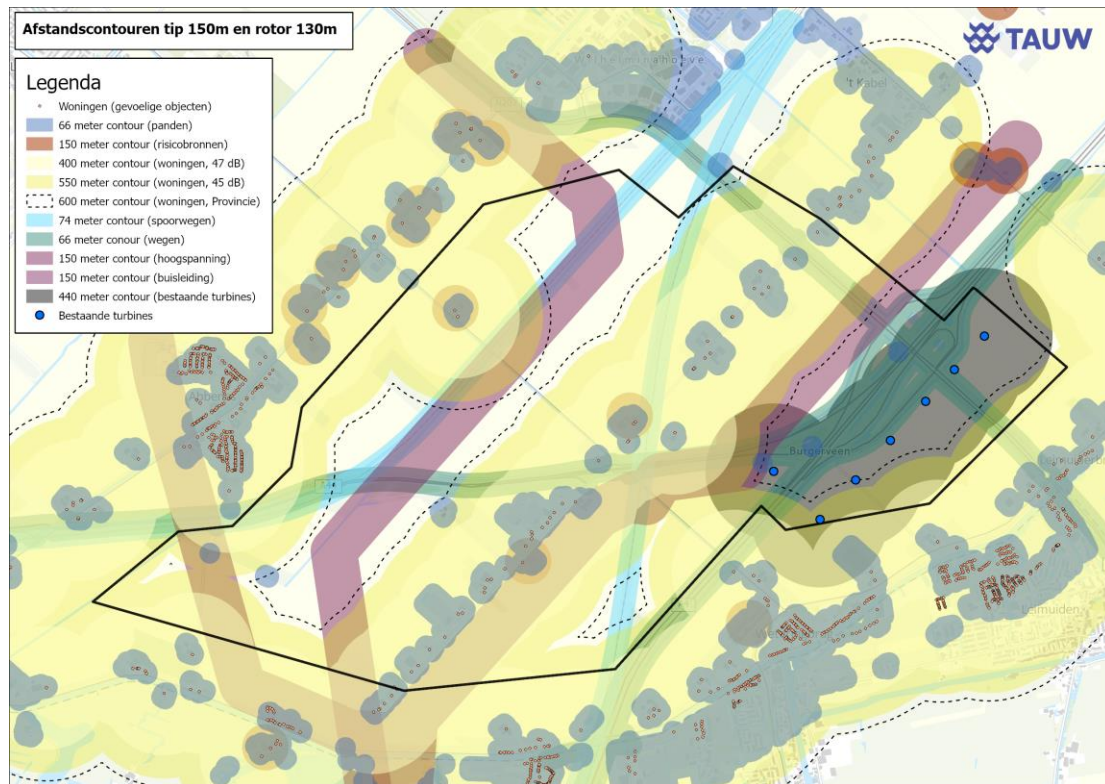 Afstandscontouren tip 150m en rotor 130m
TAUW
Legenda
Woningen (gevoelige objecten)
66 meter contour (panden)
150 meter contour (risicobronnen)
400 meter contour (woningen, 47 dB)
550 meter contour (woningen, 45 dB)
600 meter contour (woningen, Provincie)
74 meter contour (spoorwegen)
66 meter conour (wegen)
150 meter contour (hoogspanning)
150 meter contour (buisleiding)
440 meter contour (bestaande turbines)
Bestaande turbines
't Kabel
Burgerveen
Leimuiden